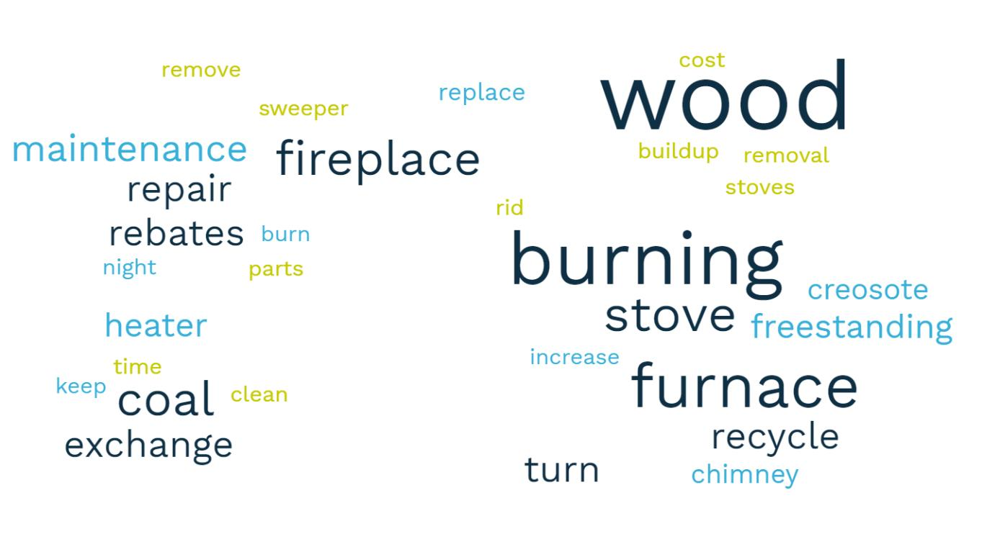 cost
remove
wood
replace
sweeper
maintenance
fireplace
buildup
removal
repair
stoves
rid
rebates
burn
burning
night
parts
creosote
stove
heater
freestanding
increase
time
keep
coal
clean
furnace
exchange
recycle
turn
chimney